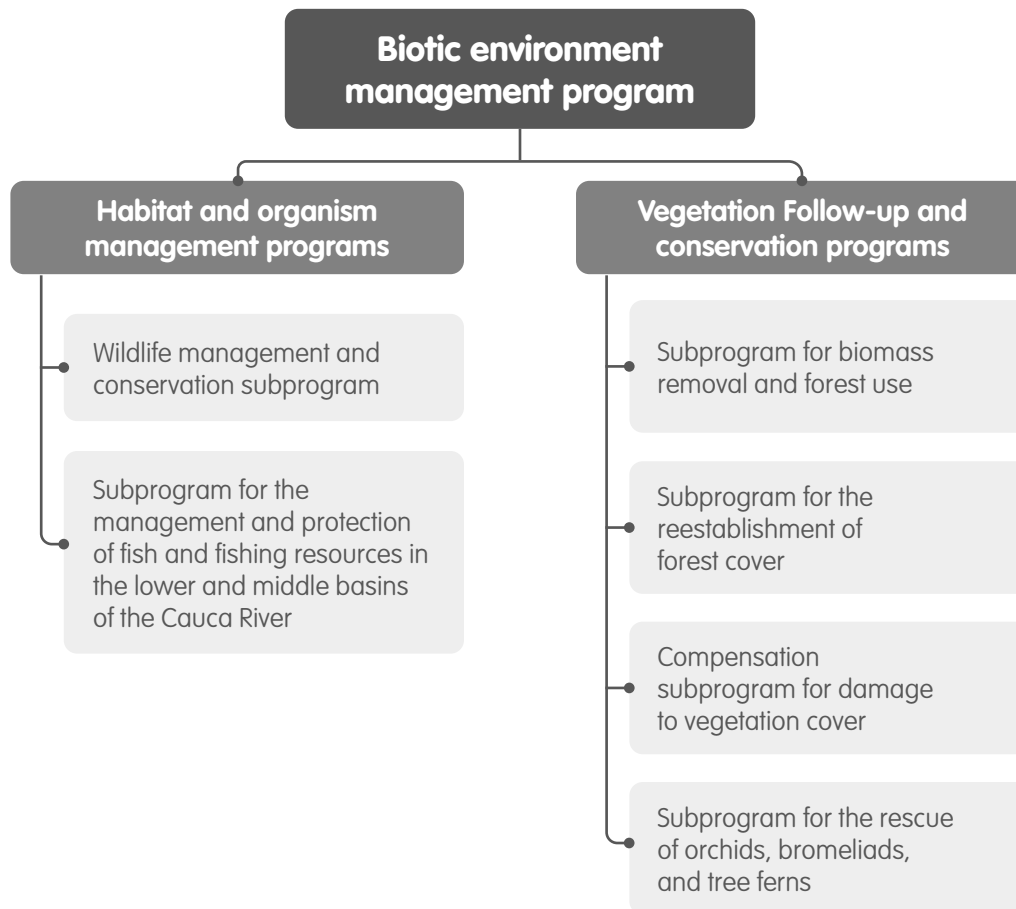 Biotic environment
management program
Habitat and organism
management programs
Wildlife management and
conservation subprogram
Subprogram for the
management and protection
of fish and fishing resources in
the lower and middle basins
of the Cauca River
Vegetation Follow-up and
conservation programs
Subprogram for biomass
removal and forest use
Subprogram for the
reestablishment of
forest cover
Compensation
subprogram for damage
to vegetation cover
Subprogram for the rescue
of orchids, bromeliads,
and tree ferns